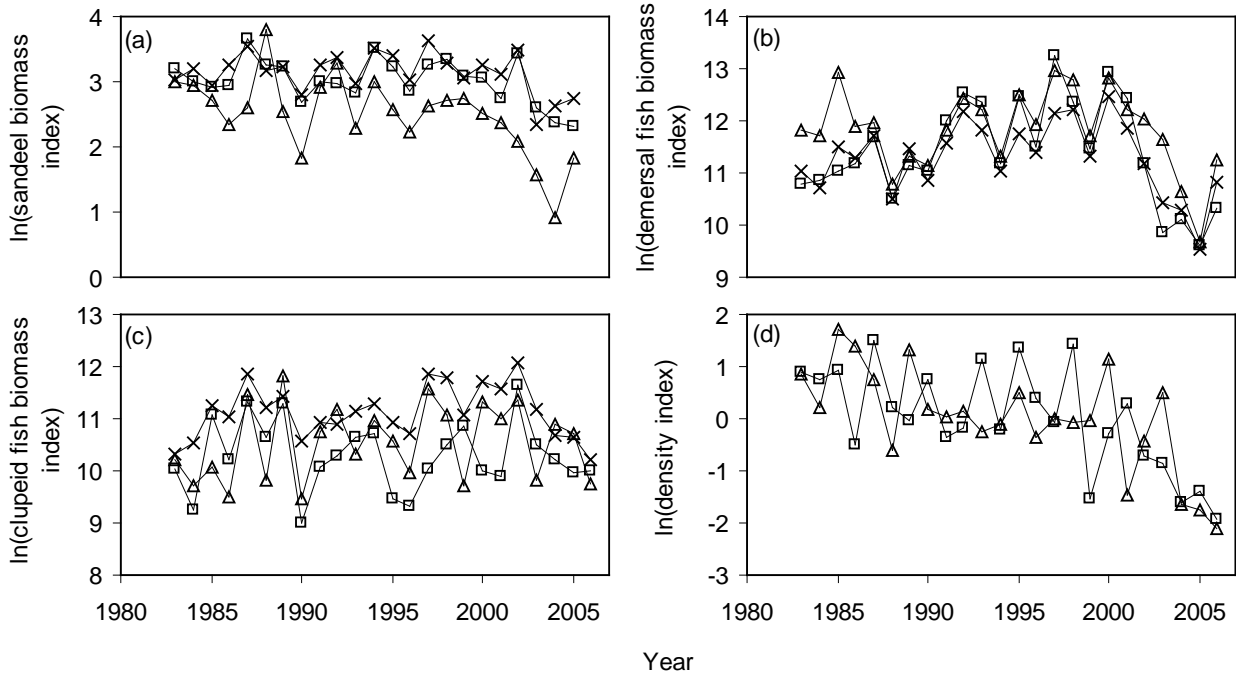 ln(sandeel biomass
index)
4
3
2
1
0
(a)
ln(demersal fish biomass
index)
14
13
12
11
10
9
(b)
ln(clupeid fish biomass
index)
13
12
11
10
9
8
(c)
1980 1985 1990 1995 2000 2005
ln(density index)
2
1
0
-1
-2
-3
(d)
1980 1985 1990 1995 2000 2005
Year